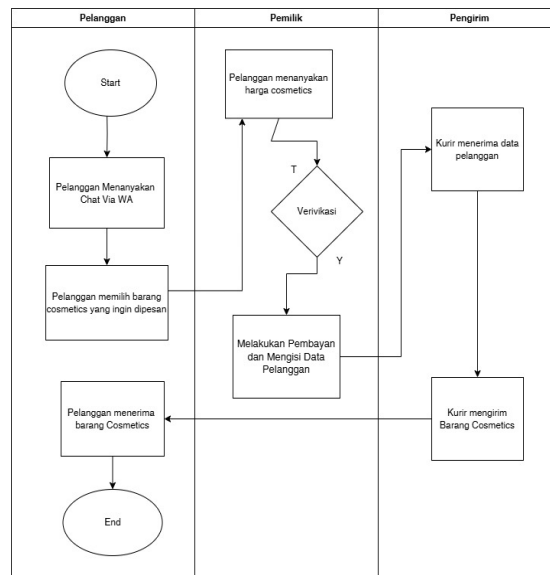 Pelanggan
Pemilik
Pengirim
Start
Pelanggan Menanyakan
Chat Via WA
Pelanggan memilih barang
cosmetics yang ingin dipesan
Pelanggan menanyakan
harga cosmetics
T
Verivikasi
Y
Melakukan Pembayan
dan Mengisi Data
Pelanggan
Kurir menerima data
pelanggan
Kurir mengirim
Barang Cosmetics
Pelanggan menerima
barang Cosmetics
End